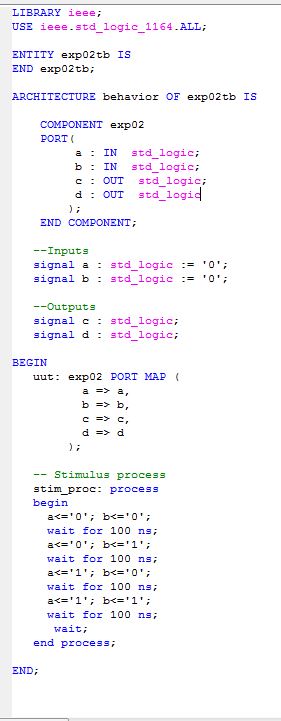 LIBRARY ieee;
USE ieee.std_logic_1164.ALL;
ENTITY exp02tb IS
END exp02tb;
ARCHITECTURE behavior OF exp02tb IS
COMPONENT exp02
PORT(
a : IN  std_logic;
b : IN  std_logic;
c : OUT  std_logic;
d : OUT  std_logic
);
END COMPONENT;
--Inputs
signal a : std_logic := '0';
signal b : std_logic := '0';
--Outputs
signal c : std_logic;
signal d : std_logic;
BEGIN
uut: exp02 PORT MAP (
a => a,
b => b,
c => c,
d => d
);
-- Stimulus process
stim_proc: process
begin
a<='0'; b<='0';
wait for 100 ns;
a<='0'; b<='1';
wait for 100 ns;
a<='1'; b<='0';
wait for 100 ns;
a<='1'; b<='1';
wait for 100 ns;
wait;
end process;
END;